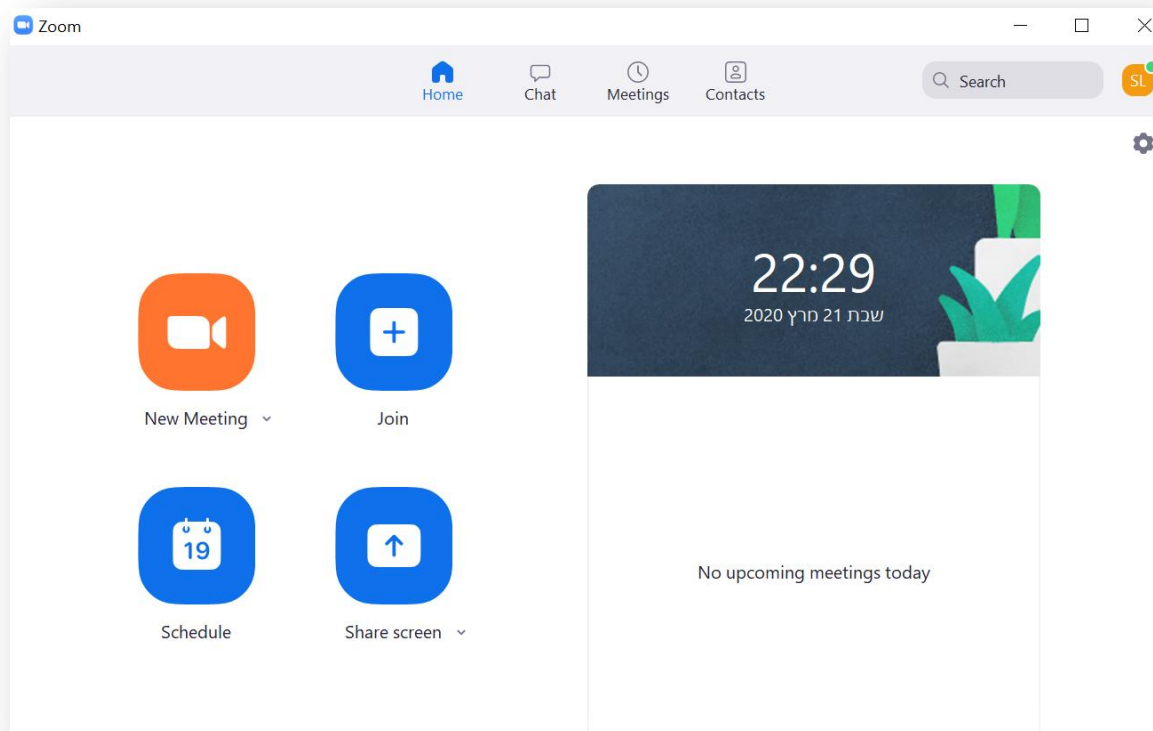 Zoom
Home
Chat
Meetings
Contacts
Search
SL
22:29
שבת 21 מרץ 2020
New Meeting
Join
19
Schedule
Share screen
No upcoming meetings today